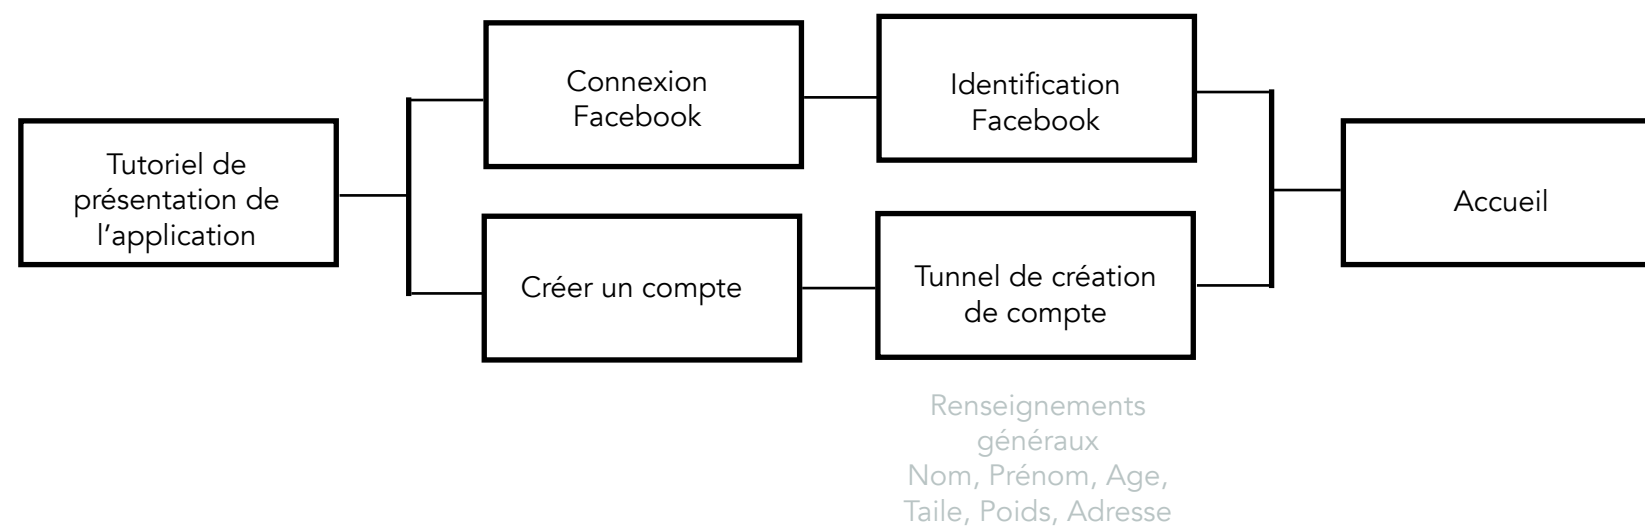 Tutoriel de
présentation de
l'application
Connexion
Facebook
Identification
Facebook
Créer un compte
Tunnel de création
de compte
Accueil
Renseignements
généraux
Nom, Prénom, Age,
Taile, Poids, Adresse